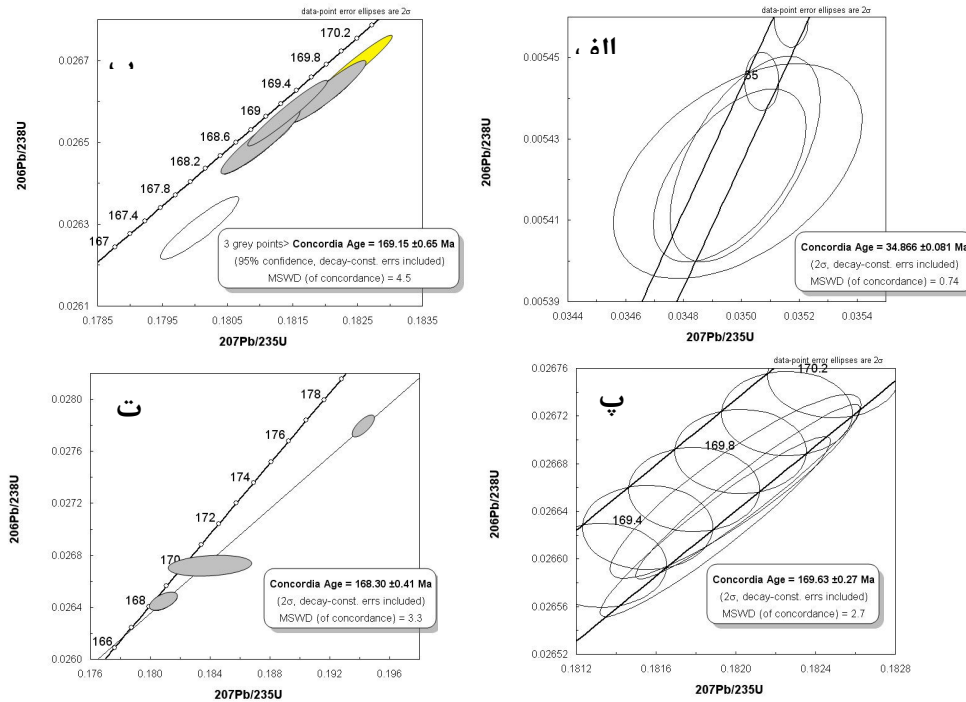 data-point error ellipses are 2σ
0.0267
0.0265
0.0263
0.0261
206Pb/238U
ب
170.2
169.8
169.4
169
168.6
168.2
167.8
167.4
167
3 grey points> Concordia Age = 169.15 ±0.65 Ma
(95% confidence, decay-const. errs included)
MSWD (of concordance) = 4.5
0.1785 0.1795 0.1805 0.1815 0.1825 0.1835
207Pb/235U
data-point error ellipses are 2σ
الف
0.00545
0.00543
0.00541
0.00539
206Pb/238U
35
Concordia Age = 34.866 ±0.081 Ma
(2σ, decay-const. errs included)
MSWD (of concordance) = 0.74
0.0344 0.0346 0.0348 0.0350 0.0352 0.0354
207Pb/235U
ت
0.0280
0.0276
0.0272
0.0268
0.0264
0.0260
206Pb/238U
178
176
174
172
170
168
166
Concordia Age = 168.30 ±0.41 Ma
(2σ, decay-const. errs included)
MSWD (of concordance) = 3.3
0.176 0.180 0.184 0.188 0.192 0.196
207Pb/235U
data-point error ellipses are 2σ
پ
0.02676
0.02672
0.02668
0.02664
0.02660
0.02656
0.02652
206Pb/238U
170.2
169.8
169.4
Concordia Age = 169.63 ±0.27 Ma
(2σ, decay-const. errs included)
MSWD (of concordance) = 2.7
0.1812 0.1816 0.1820 0.1824 0.1828
207Pb/235U